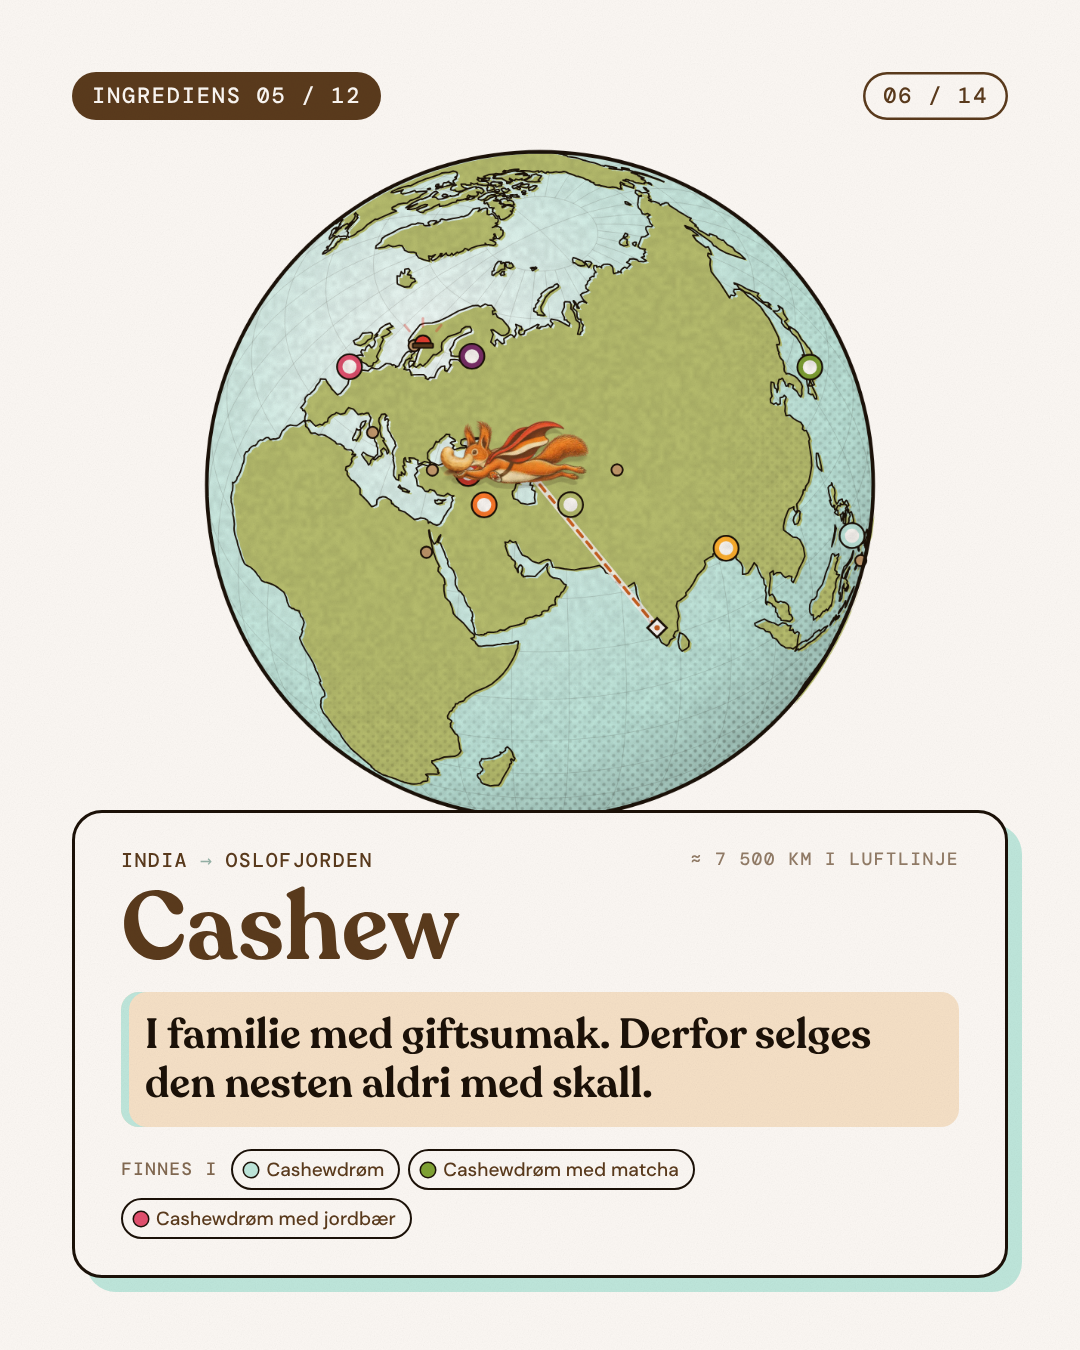 INGREDIENS 05 / 12
06 / 14
INDIA → OSLOFJORDEN
≈ 7 500 KM I LUFTLINJE
Cashew
I familie med giftsumak. Derfor selges
den nesten aldri med skall.
FINNES I
Cashewdrøm
Cashewdrøm med matcha
Cashewdrøm med jordbær